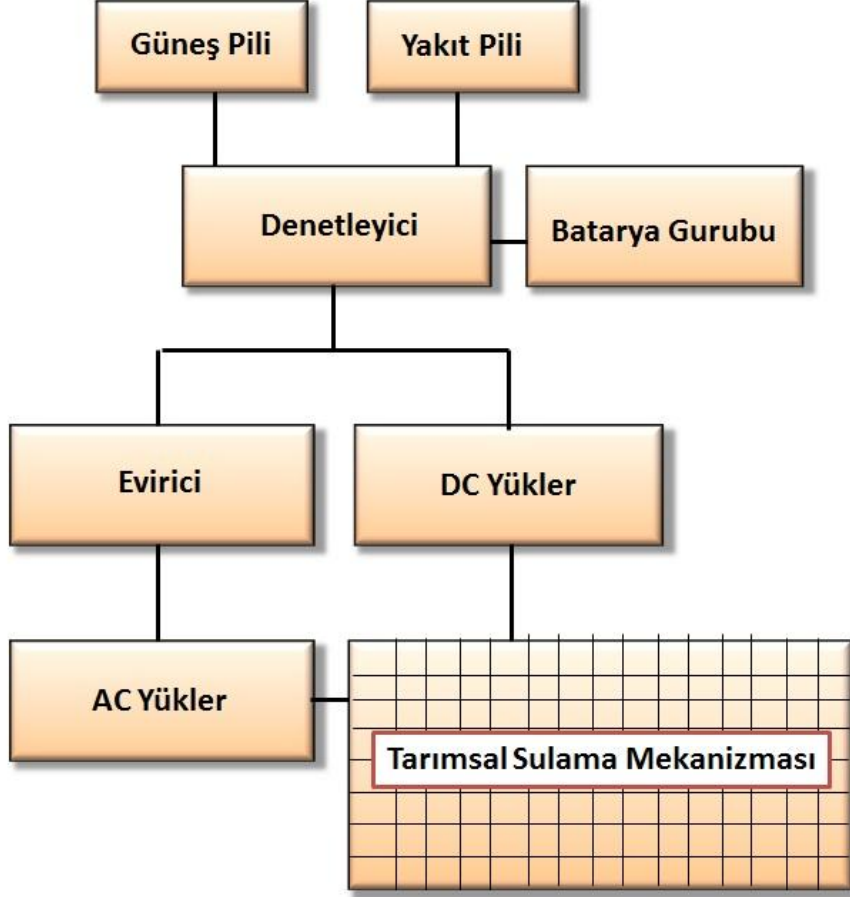 Güneş Pili
Yakıt Pili
Denetleyici
Batarya Gurubu
Evirici
DC Yükler
AC Yükler
Tarımsal Sulama Mekanizması